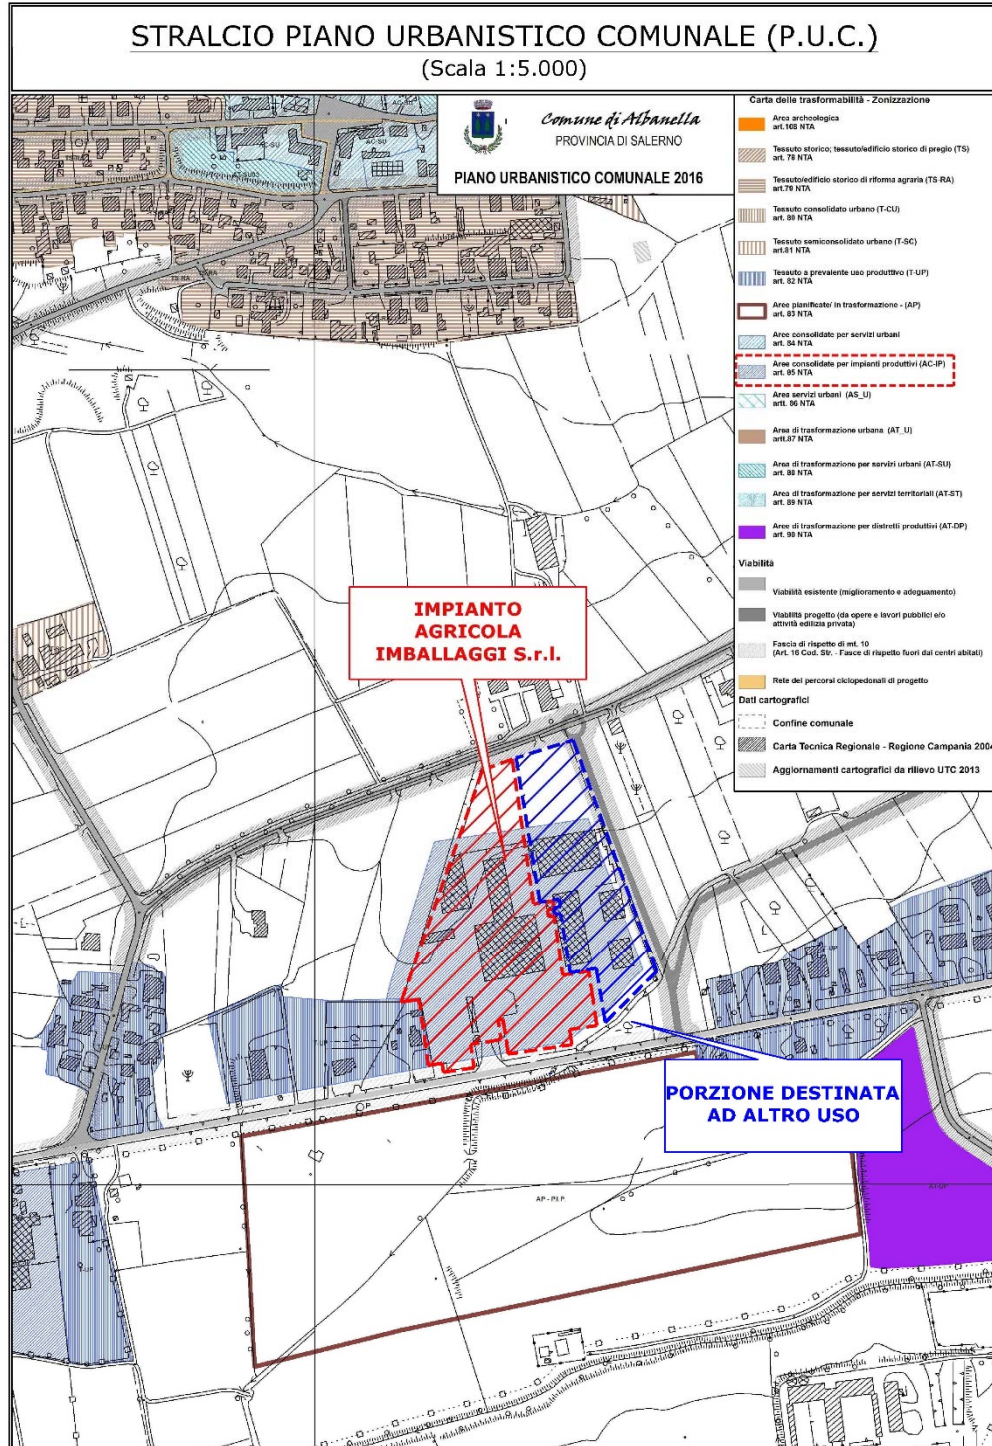 STRALCIO PIANO URBANISTICO COMUNALE (P.U.C.)
(Scala 1:5.000)
Comune di Albanella
PROVINCIA DI SALERNO
PIANO URBANISTICO COMUNALE 2016
Carta delle trasformabilità - Zonizzazione
Area archeologica
art.108 NTA
Tessuto storico; tessuto/edificio storico di pregio (TS)
art. 78 NTA
Tessuto/edificio storico di riforma agraria (TS-RA)
art.79 NTA
Tessuto consolidato urbano (T-CU)
art. 80 NTA
Tessuto semiconsolidato urbano (T-SC)
art.81 NTA
Tessuto a prevalente uso produttivo (T-UP)
art. 82 NTA
Aree pianificate/ in trasformazione - (AP)
art. 83 NTA
Aree consolidate per servizi urbani
art. 84 NTA
Aree consolidate per impianti produttivi (AC-IP)
art. 85 NTA
Area servizi urbani (AS_U)
artt. 86 NTA
Area di trasformazione urbana (AT_U)
artt.87 NTA
Area di trasformazione per servizi urbani (AT-SU)
art. 88 NTA
Area di trasformazione per servizi territoriali (AT-ST)
art. 89 NTA
Aree di trasformazione per distretti produttivi (AT-DP)
art. 90 NTA
Viabilità
Viabilità esistente (miglioramento e adeguamento)
Viabilità progetto (da opere e lavori pubblici e/o
attività edilizia privata)
Fascia di rispetto di mt. 10
(Art. 16 Cod. Str. - Fasce di rispetto fuori dai centri abitati)
Rete dei percorsi ciclopedonali di progetto
Dati cartografici
Confine comunale
Carta Tecnica Regionale - Regione Campania 2004
Aggiornamenti cartografici da rilievo UTC 2013
AC-SU
AC-SU
TS-RA
IMPIANTO
AGRICOLA
IMBALLAGGI S.r.l.
PORZIONE DESTINATA
AD ALTRO USO
AP - P.I.P.